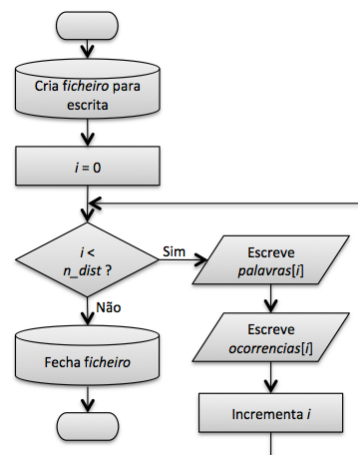 Cria ficheiro para
escrita
i = 0
i <
n_dist ?
Sim
Escreve
palavras[i]
Não
Escreve
ocorrencias[i]
Fecha ficheiro
Incrementa i